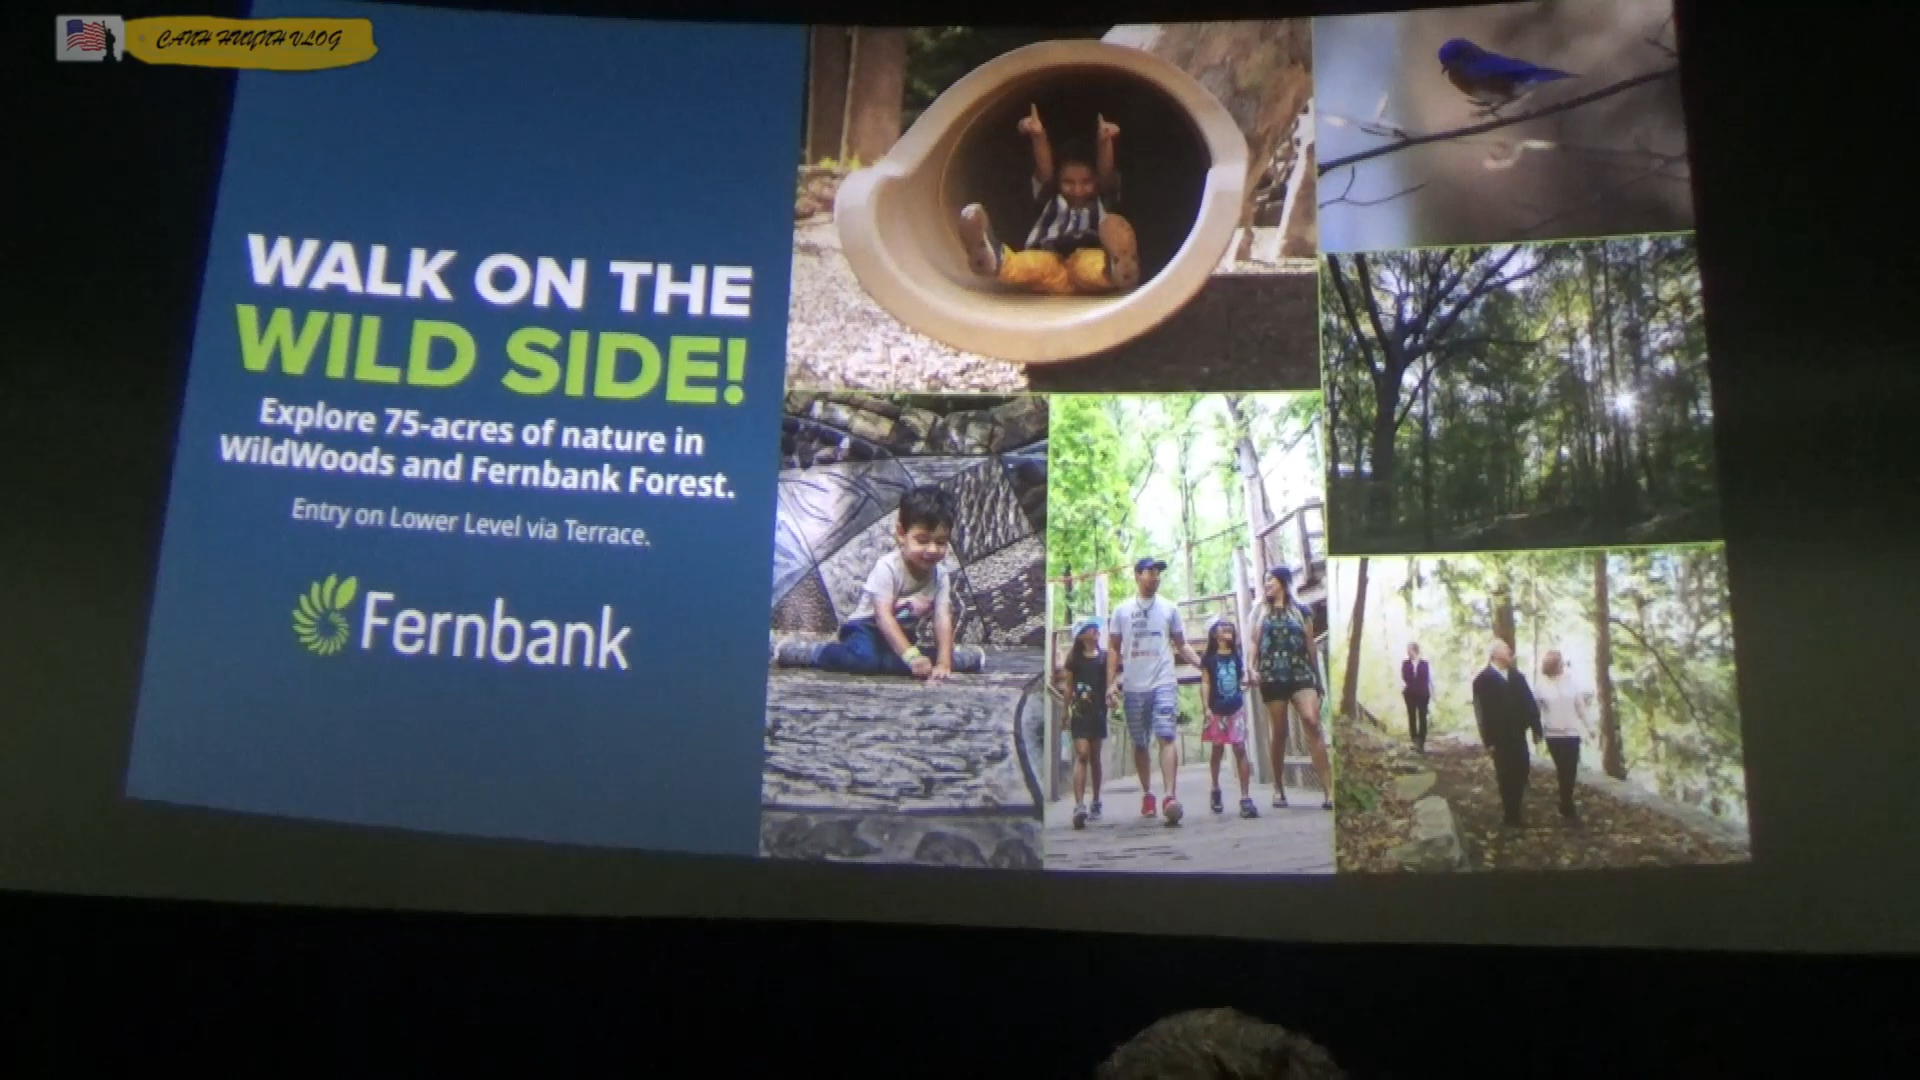 CANH HUYNH VLOG
WALK ON THE
WILD SIDE!
Explore 75-acres of nature in
WildWoods and Fernbank Forest.
Entry on Lower Level via Terrace.
Fernbank